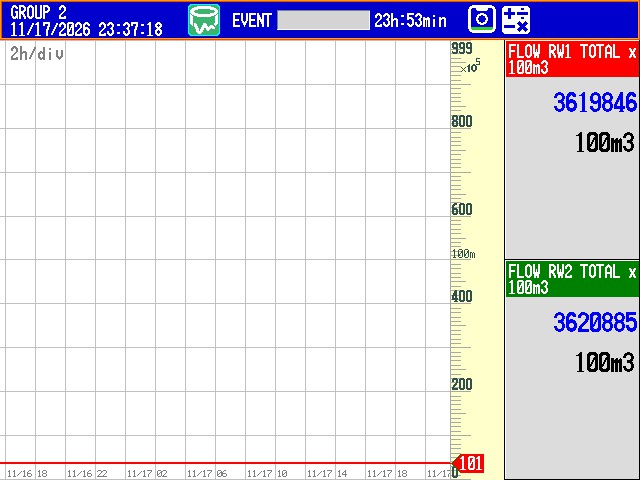 GROUP 2
11/17/2026 23:37:18
EVENT
23h:53min
2h/div
999
×10⁵
800
600
100m
400
200
101
0
11/16 18
11/16 22
11/17 02
11/17 06
11/17 10
11/17 14
11/17 18
11/17
FLOW RW1 TOTAL x
100m3
3619846
100m3
FLOW RW2 TOTAL x
100m3
3620885
100m3